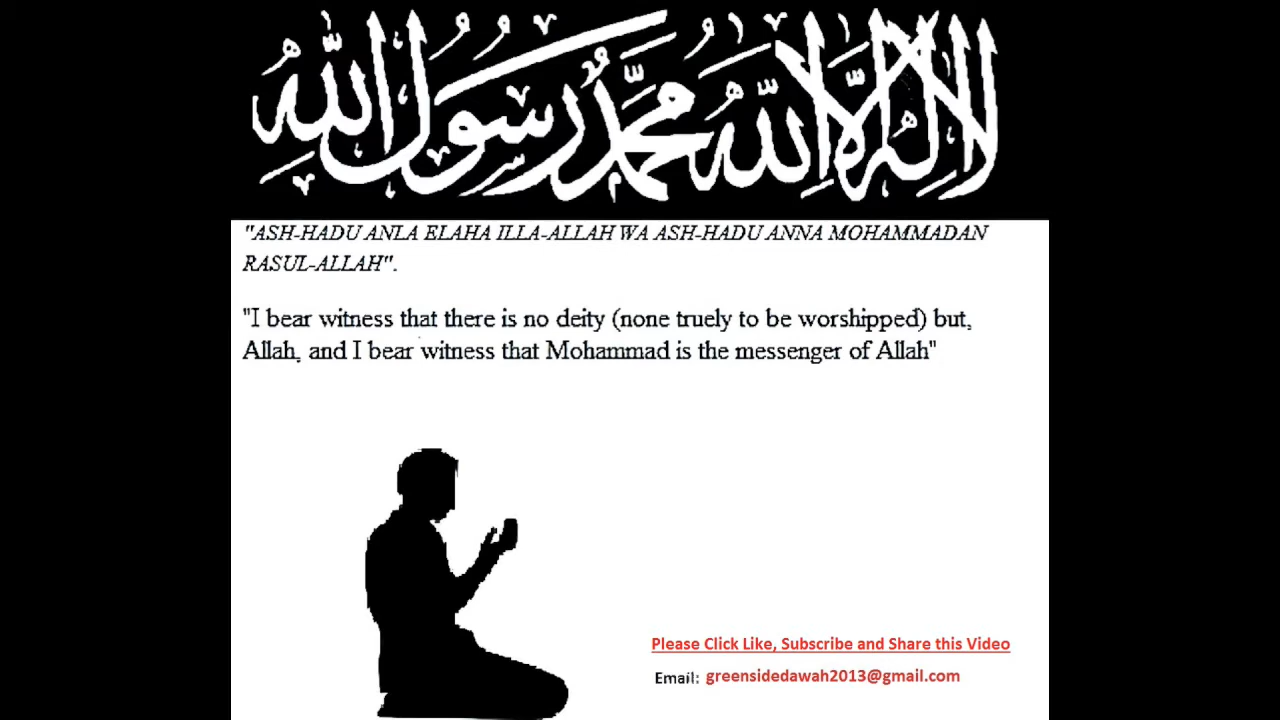 لا إله إلا الله محمد رسول الله
"ASH-HADU ANLA ELAHA ILLA-ALLAH WA ASH-HADU ANNA MOHAMMADAN
RASUL-ALLAH".
"I bear witness that there is no deity (none truely to be worshipped) but,
Allah, and I bear witness that Mohammad is the messenger of Allah"
Please Click Like, Subscribe and Share this Video
Email: greensidedawah2013@gmail.com